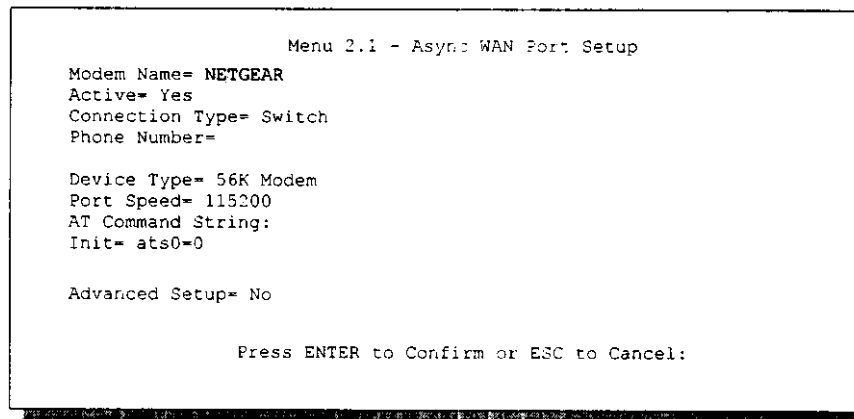 Menu 2.1 - Async WAN Port Setup
Modem Name= NETGEAR
Active= Yes
Connection Type= Switch
Phone Number=
Device Type= 56K Modem
Port Speed= 115200
AT Command String:
Init= ats0=0
Advanced Setup= No
Press ENTER to Confirm or ESC to Cancel: